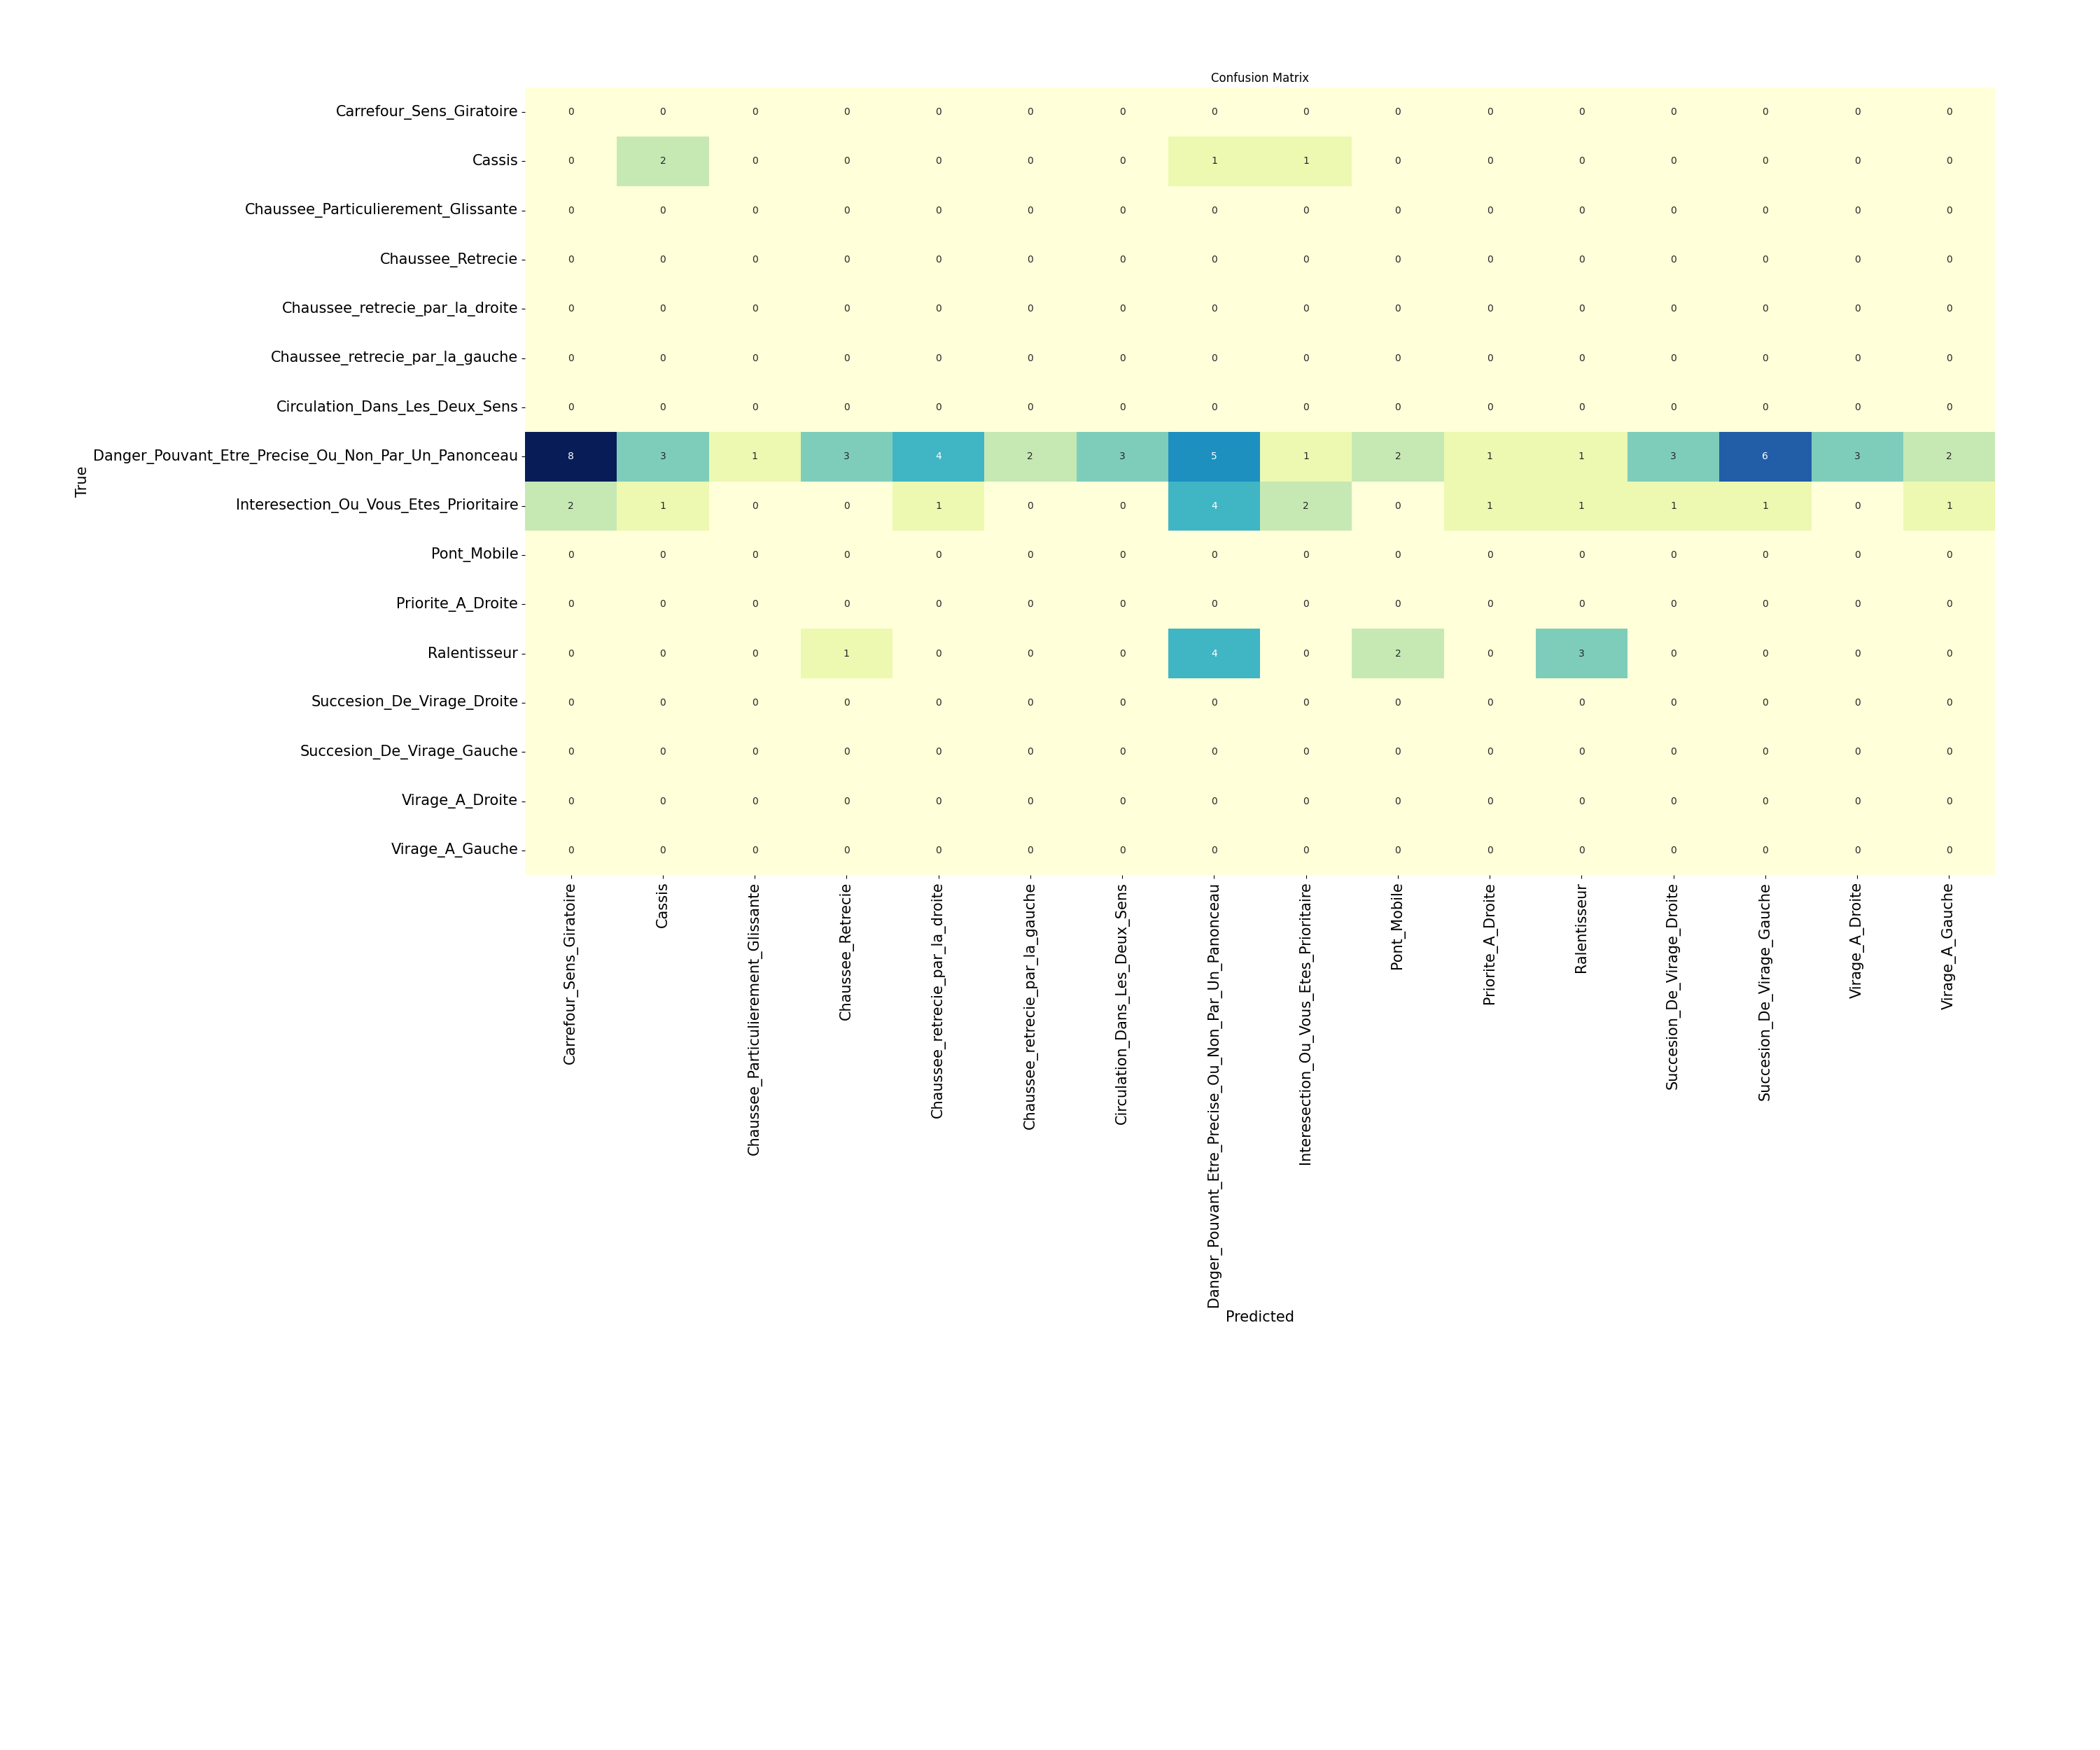 Confusion Matrix
Carrefour_Sens_Giratoire 0 0 0 0 0 0 0 0 0 0 0 0 0 0 0 0
Cassis 0 2 0 0 0 0 0 1 1 0 0 0 0 0 0 0
Chaussee_Particulierement_Glissante 0 0 0 0 0 0 0 0 0 0 0 0 0 0 0 0
Chaussee_Retrecie 0 0 0 0 0 0 0 0 0 0 0 0 0 0 0 0
Chaussee_retrecie_par_la_droite 0 0 0 0 0 0 0 0 0 0 0 0 0 0 0 0
Chaussee_retrecie_par_la_gauche 0 0 0 0 0 0 0 0 0 0 0 0 0 0 0 0
Circulation_Dans_Les_Deux_Sens 0 0 0 0 0 0 0 0 0 0 0 0 0 0 0 0
Danger_Pouvant_Etre_Precise_Ou_Non_Par_Un_Panonceau 8 3 1 3 4 2 3 5 1 2 1 1 3 6 3 2
True
Interesection_Ou_Vous_Etes_Prioritaire 2 1 0 0 1 0 0 4 2 0 1 1 1 1 0 1
Pont_Mobile 0 0 0 0 0 0 0 0 0 0 0 0 0 0 0 0
Priorite_A_Droite 0 0 0 0 0 0 0 0 0 0 0 0 0 0 0 0
Ralentisseur 0 0 0 1 0 0 0 4 0 2 0 3 0 0 0 0
Succesion_De_Virage_Droite 0 0 0 0 0 0 0 0 0 0 0 0 0 0 0 0
Succesion_De_Virage_Gauche 0 0 0 0 0 0 0 0 0 0 0 0 0 0 0 0
Virage_A_Droite 0 0 0 0 0 0 0 0 0 0 0 0 0 0 0 0
Virage_A_Gauche 0 0 0 0 0 0 0 0 0 0 0 0 0 0 0 0
Carrefour_Sens_Giratoire
Cassis
Chaussee_Particulierement_Glissante
Chaussee_Retrecie
Chaussee_retrecie_par_la_droite
Chaussee_retrecie_par_la_gauche
Circulation_Dans_Les_Deux_Sens
Danger_Pouvant_Etre_Precise_Ou_Non_Par_Un_Panonceau
Interesection_Ou_Vous_Etes_Prioritaire
Pont_Mobile
Priorite_A_Droite
Ralentisseur
Succesion_De_Virage_Droite
Succesion_De_Virage_Gauche
Virage_A_Droite
Virage_A_Gauche
Predicted